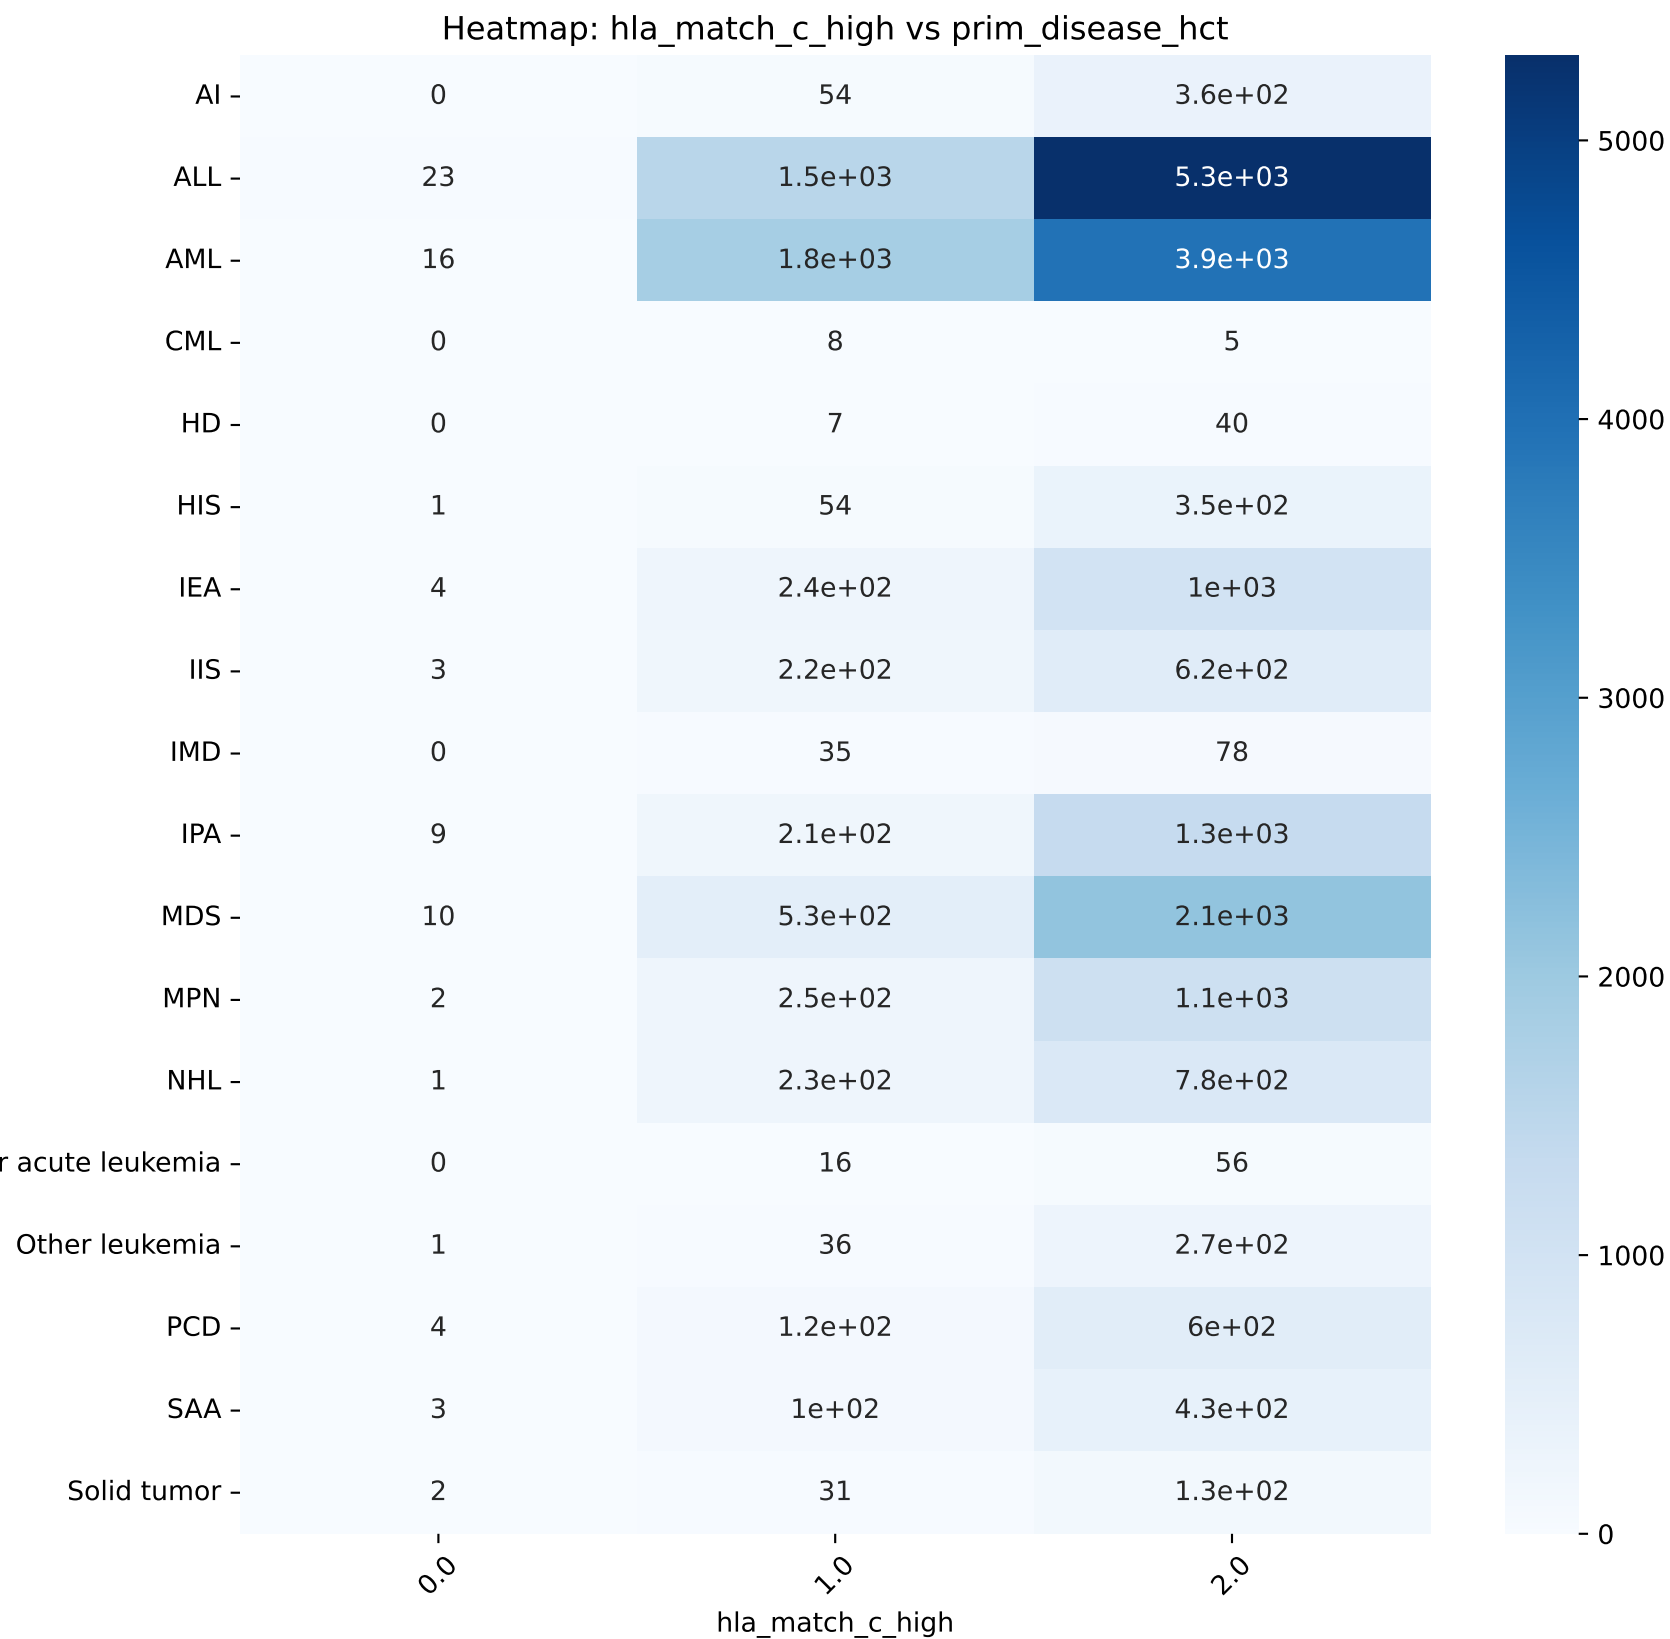 Heatmap: hla_match_c_high vs prim_disease_hct
AI 0 54 3.6e+02
ALL 23 1.5e+03 5.3e+03
AML 16 1.8e+03 3.9e+03
CML 0 8 5
HD 0 7 40
HIS 1 54 3.5e+02
IEA 4 2.4e+02 1e+03
IIS 3 2.2e+02 6.2e+02
IMD 0 35 78
IPA 9 2.1e+02 1.3e+03
MDS 10 5.3e+02 2.1e+03
MPN 2 2.5e+02 1.1e+03
NHL 1 2.3e+02 7.8e+02
r acute leukemia 0 16 56
Other leukemia 1 36 2.7e+02
PCD 4 1.2e+02 6e+02
SAA 3 1e+02 4.3e+02
Solid tumor 2 31 1.3e+02
0.0 1.0 2.0
hla_match_c_high
5000
4000
3000
2000
1000
0